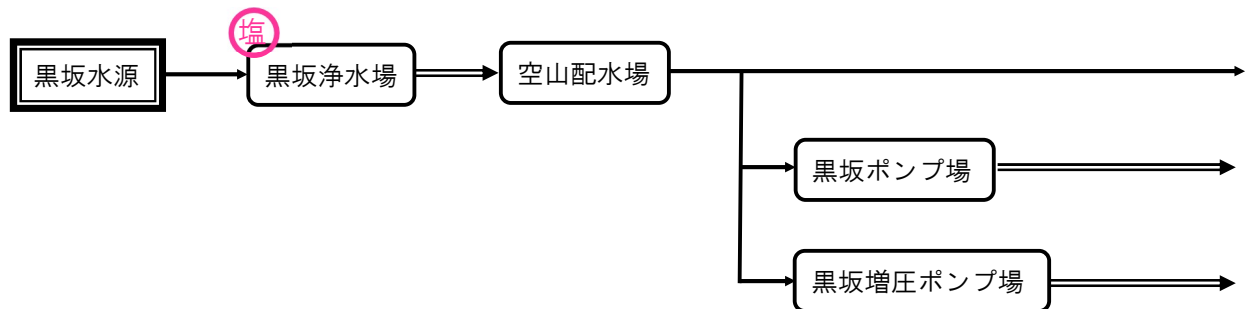 塩
黒坂水源
黒坂浄水場
空山配水場
黒坂ポンプ場
黒坂増圧ポンプ場